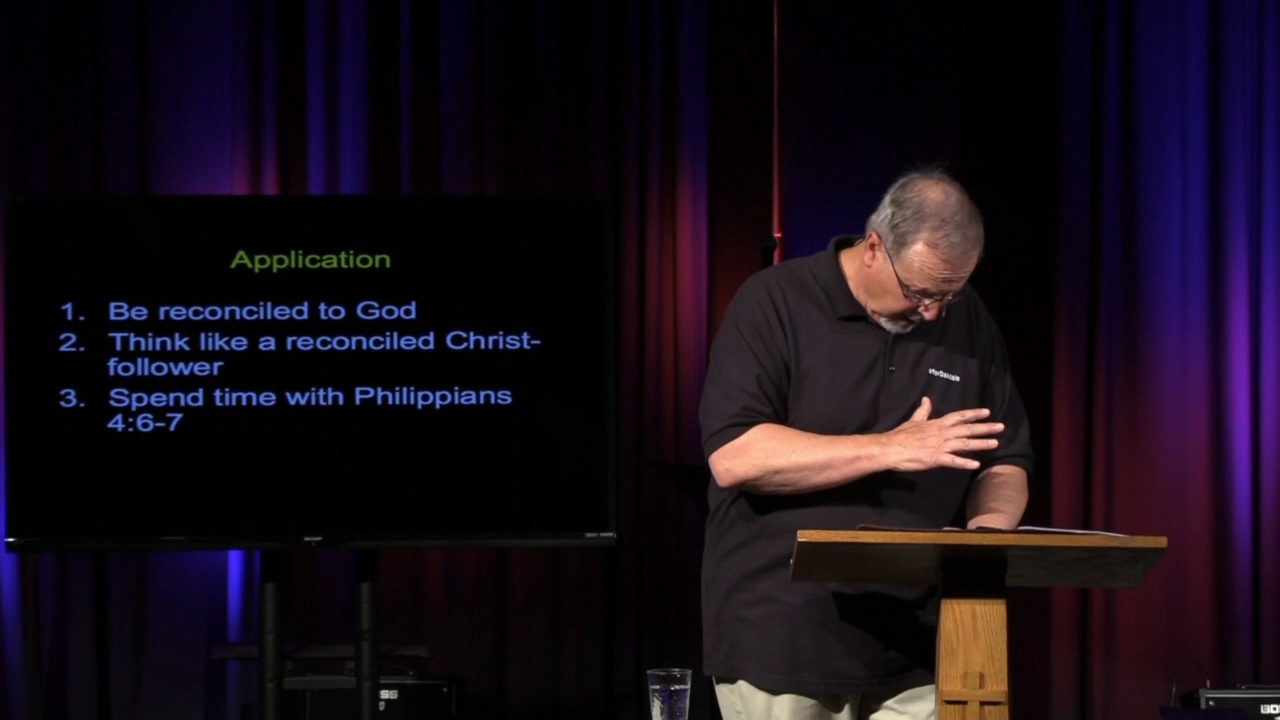 Application
1. Be reconciled to God
2. Think like a reconciled Christ-
follower
3. Spend time with Philippians
4:6-7